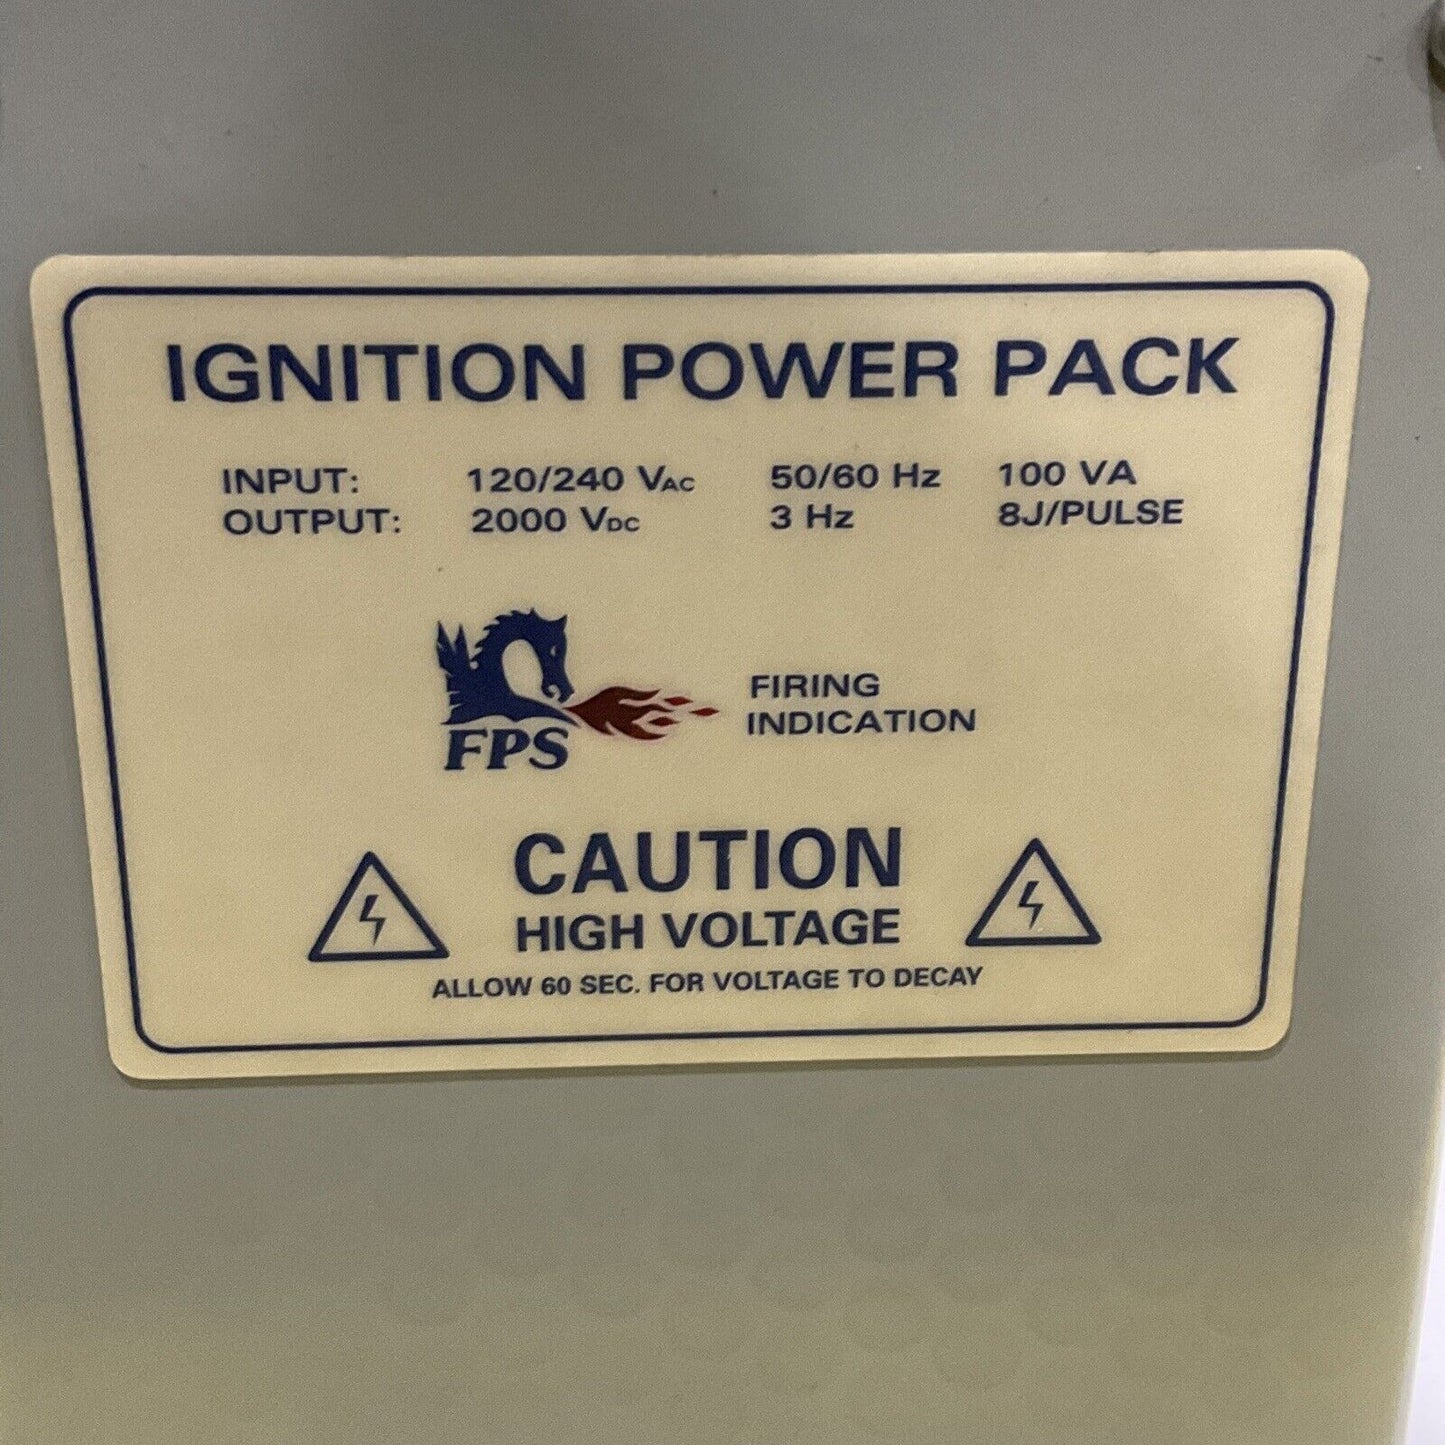 IGNITION POWER PACK
INPUT: 120/240 VAC 50/60 Hz 100 VA
OUTPUT: 2000 VDC 3 Hz 8J/PULSE
FIRING
INDICATION
FPS
CAUTION
HIGH VOLTAGE
ALLOW 60 SEC. FOR VOLTAGE TO DECAY